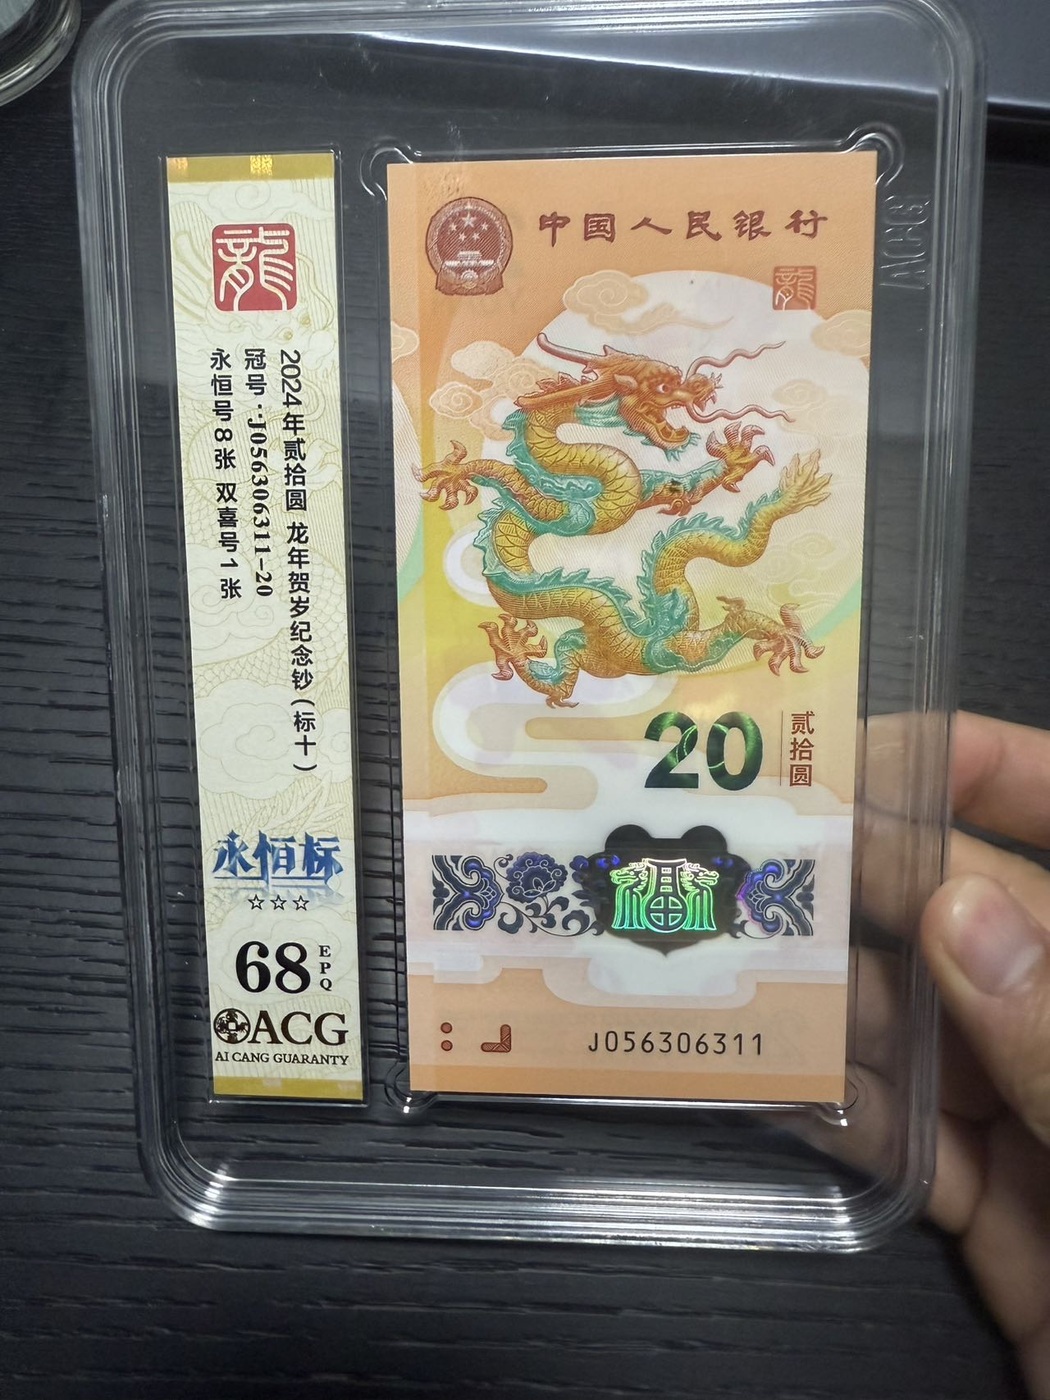 龍
2024年贰拾圆 龙年贺岁纪念钞(标十)
冠号:J056306311-20
永恒号8张 双喜号1张
永恒标
☆☆☆
68
EPQ
ACG
AI CANG GUARANTY
中国人民银行
龍
20
贰拾圆
J056306311
ACG